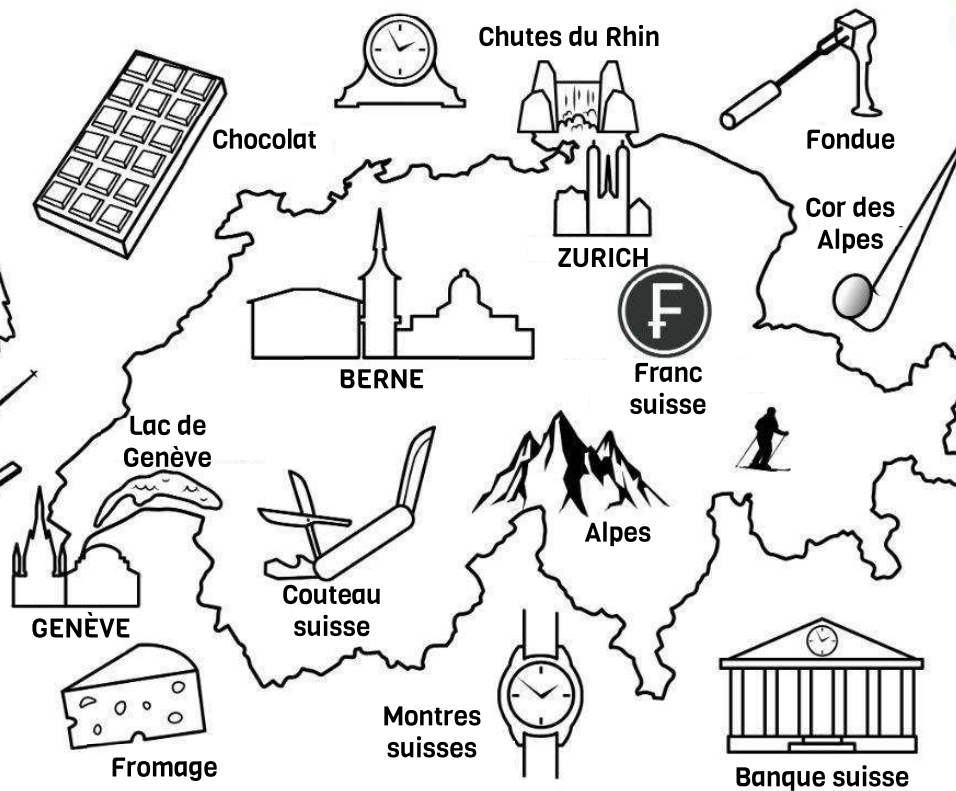 Chutes du Rhin
Chocolat
Fondue
Cor des
Alpes
ZURICH
F
Franc
suisse
BERNE
Lac de
Genève
Alpes
Couteau
suisse
GENÈVE
Montres
suisses
Fromage
Banque suisse